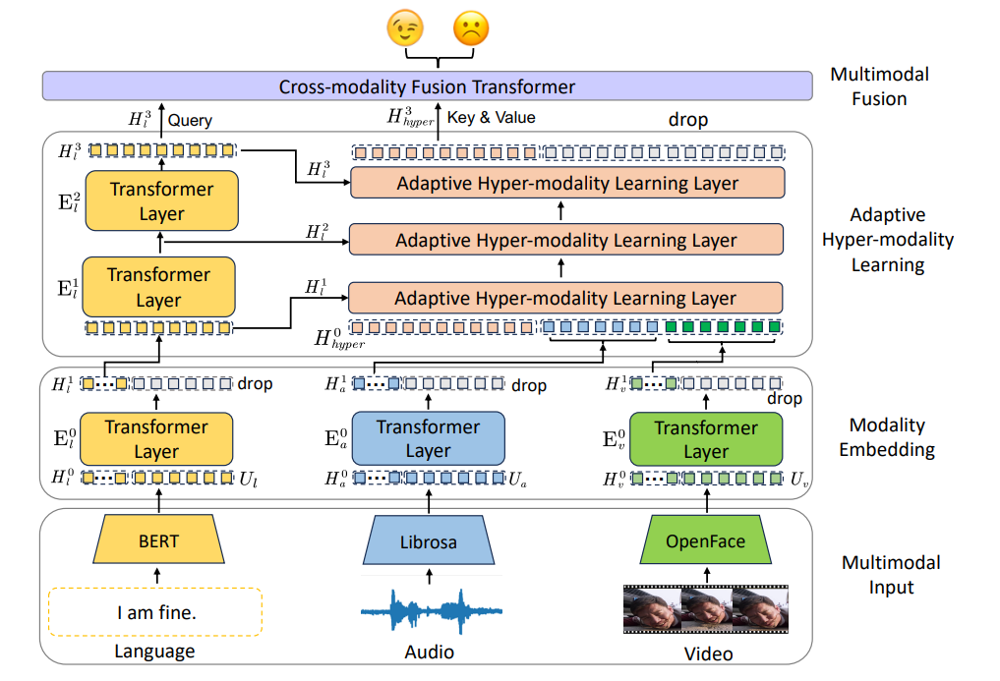 Cross-modality Fusion Transformer
Multimodal
Fusion
H_l^3 Query
H_{hyper}^3 Key & Value
drop
H_l^3
Transformer
Layer
E_l^2
H_l^3
Adaptive Hyper-modality Learning Layer
H_l^2
Adaptive Hyper-modality Learning Layer
Adaptive
Hyper-modality
Learning
Transformer
Layer
E_l^1
H_l^1
Adaptive Hyper-modality Learning Layer
H_{hyper}^0
H_l^1
drop
H_a^1
drop
H_v^1
drop
E_l^0
Transformer
Layer
E_a^0
Transformer
Layer
E_v^0
Transformer
Layer
Modality
Embedding
H_l^0
U_l
H_a^0
U_a
H_v^0
U_v
BERT
Librosa
OpenFace
Multimodal
Input
I am fine.
Language
Audio
Video